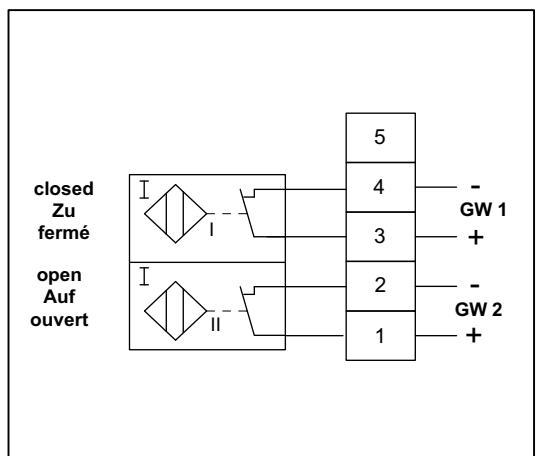 closed
Zu
fermé
I
open
Auf
ouvert
II
5
4
3
2
1
-
GW 1
+
-
GW 2
+